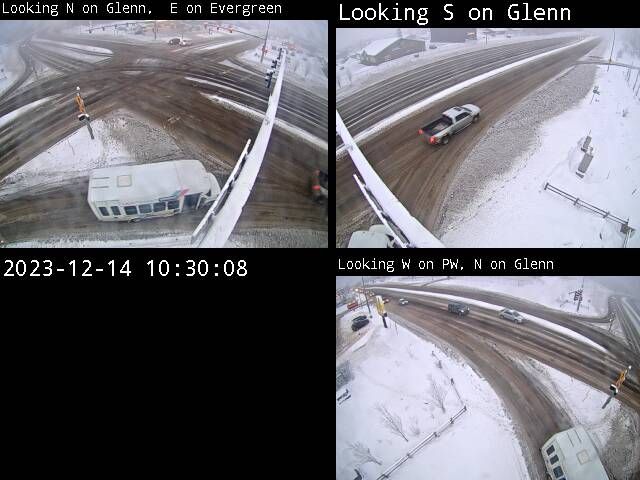 Looking N on Glenn, E on Evergreen
Looking S on Glenn
2023-12-14 10:30:08
Looking W on PW, N on Glenn